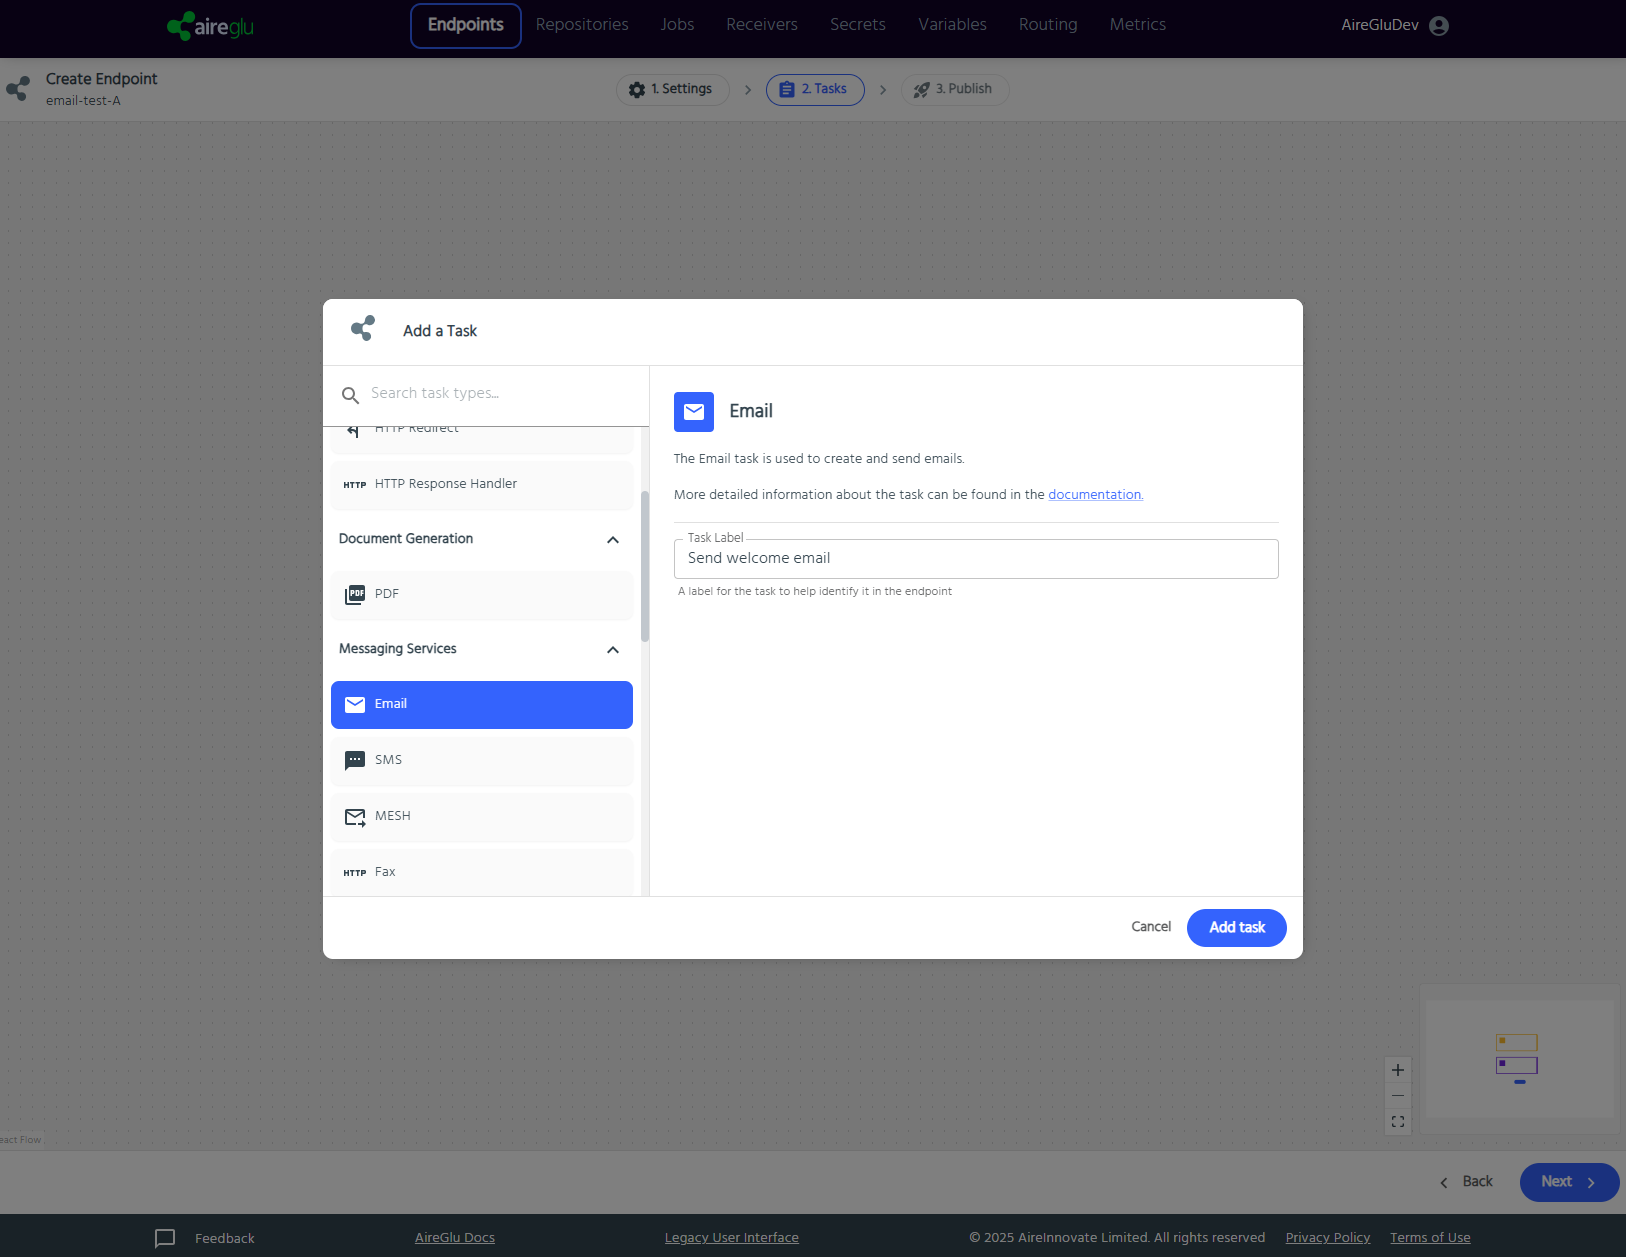 aireglu
Endpoints
Repositories
Jobs
Receivers
Secrets
Variables
Routing
Metrics
AireGluDev
Create Endpoint
email-test-A
1. Settings
2. Tasks
3. Publish
Add a Task
Search task types...
HTTP Redirect
HTTP HTTP Response Handler
Document Generation
PDF PDF
Messaging Services
Email
SMS
MESH
HTTP Fax
Email
The Email task is used to create and send emails.
More detailed information about the task can be found in the documentation.
Task Label
Send welcome email
A label for the task to help identify it in the endpoint
Cancel
Add task
eact Flow
Back
Next
Feedback
AireGlu Docs
Legacy User Interface
© 2025 AireInnovate Limited. All rights reserved
Privacy Policy
Terms of Use